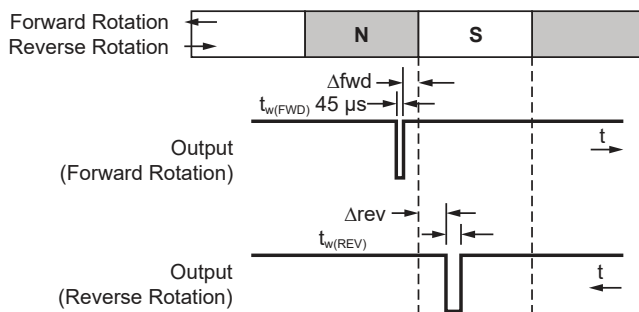 Forward Rotation
Reverse Rotation
N
S
Δfwd
tw(FWD) 45 µs
Output
(Forward Rotation)
t
Δrev
tw(REV)
Output
(Reverse Rotation)
t